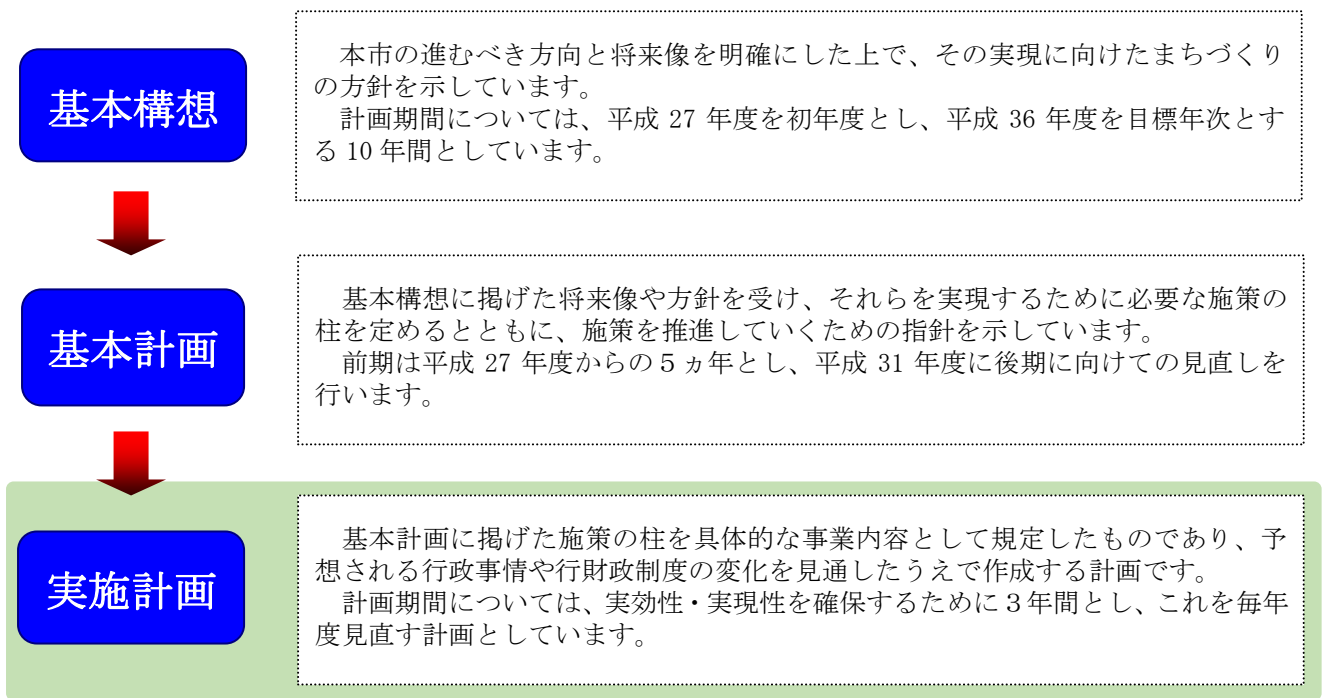 基本構想
本市の進むべき方向と将来像を明確にした上で、その実現に向けたまちづくり
の方針を示しています。
計画期間については、平成 27 年度を初年度とし、平成 36 年度を目標年次とす
る 10 年間としています。
基本計画
基本構想に掲げた将来像や方針を受け、それらを実現するために必要な施策の
柱を定めるとともに、施策を推進していくための指針を示しています。
前期は平成 27 年度からの５ヵ年とし、平成 31 年度に後期に向けての見直しを
行います。
実施計画
基本計画に掲げた施策の柱を具体的な事業内容として規定したものであり、予
想される行政事情や行財政制度の変化を見通したうえで作成する計画です。
計画期間については、実効性・実現性を確保するために３年間とし、これを毎年
度見直す計画としています。